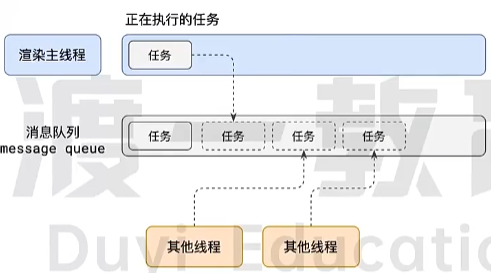 正在执行的任务
渲染主线程
任务
消息队列
message queue
任务
任务
任务
任务
其他线程
其他线程
渡一教育
Duyi Education